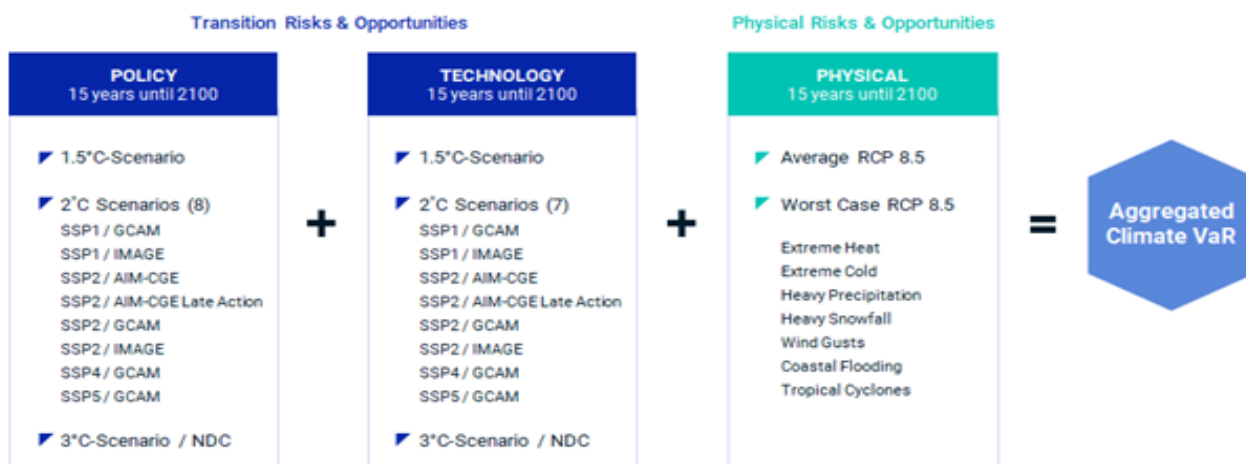 Transition Risks & Opportunities
Physical Risks & Opportunities
POLICY
15 years until 2100
1.5°C-Scenario
2°C Scenarios (8)
SSP1 / GCAM
SSP1 / IMAGE
SSP2 / AIM-CGE
SSP2 / AIM-CGE Late Action
SSP2 / GCAM
SSP2 / IMAGE
SSP4 / GCAM
SSP5 / GCAM
3°C-Scenario / NDC
+
TECHNOLOGY
15 years until 2100
1.5°C-Scenario
2°C Scenarios (7)
SSP1 / GCAM
SSP1 / IMAGE
SSP2 / AIM-CGE
SSP2 / AIM-CGE Late Action
SSP2 / GCAM
SSP2 / IMAGE
SSP4 / GCAM
SSP5 / GCAM
3°C-Scenario / NDC
+
PHYSICAL
15 years until 2100
Average RCP 8.5
Worst Case RCP 8.5
Extreme Heat
Extreme Cold
Heavy Precipitation
Heavy Snowfall
Wind Gusts
Coastal Flooding
Tropical Cyclones
=
Aggregated
Climate VaR